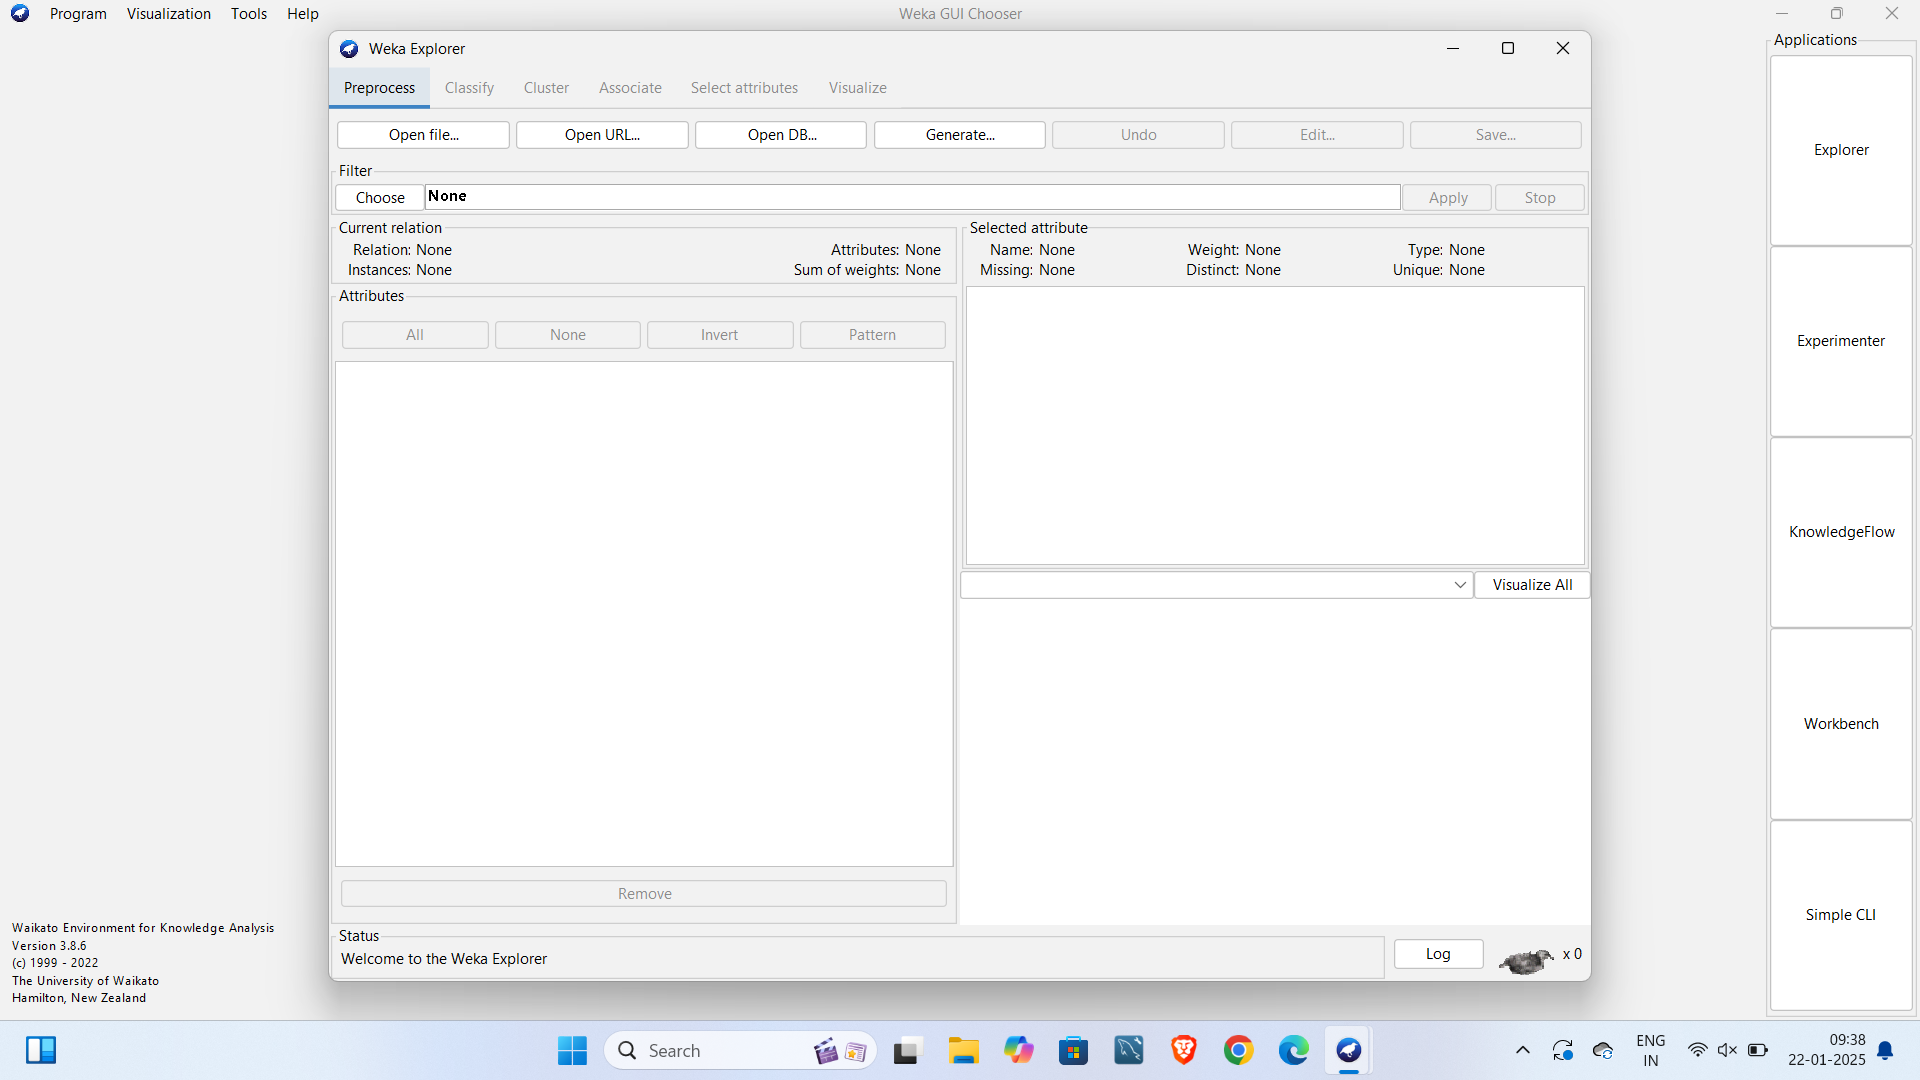 Program Visualization Tools Help
Weka GUI Chooser
Applications
Explorer
Experimenter
KnowledgeFlow
Workbench
Simple CLI
Weka Explorer
Preprocess Classify Cluster Associate Select attributes Visualize
Open file... Open URL... Open DB... Generate... Undo Edit... Save...
Filter
Choose None Apply Stop
Current relation
Relation: None Attributes: None
Instances: None Sum of weights: None
Attributes
All None Invert Pattern
Remove
Selected attribute
Name: None Weight: None Type: None
Missing: None Distinct: None Unique: None
Visualize All
Status
Welcome to the Weka Explorer
Log x 0
Waikato Environment for Knowledge Analysis
Version 3.8.6
(c) 1999 - 2022
The University of Waikato
Hamilton, New Zealand
Search
ENG
IN
09:38
22-01-2025